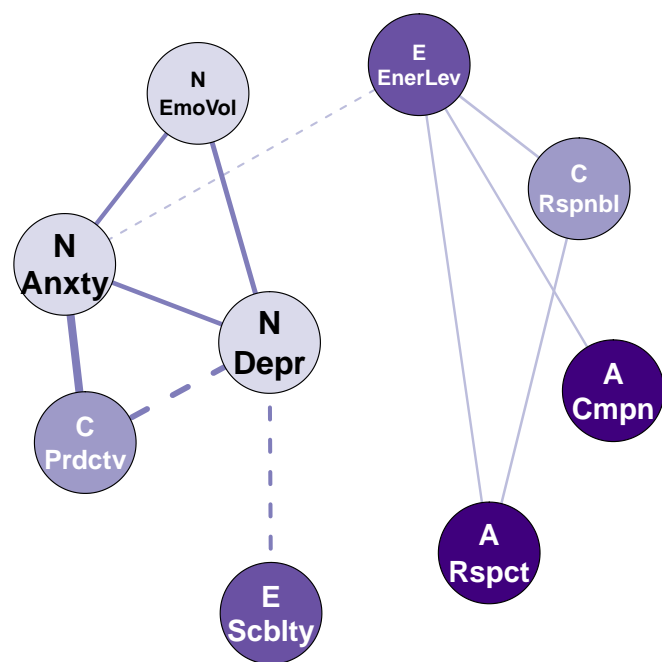 E
EnerLev
N
EmoVol
C
Rspnbl
N
Anxty
N
Depr
A
Cmpn
C
Prdctv
A
Rspct
E
Scblty